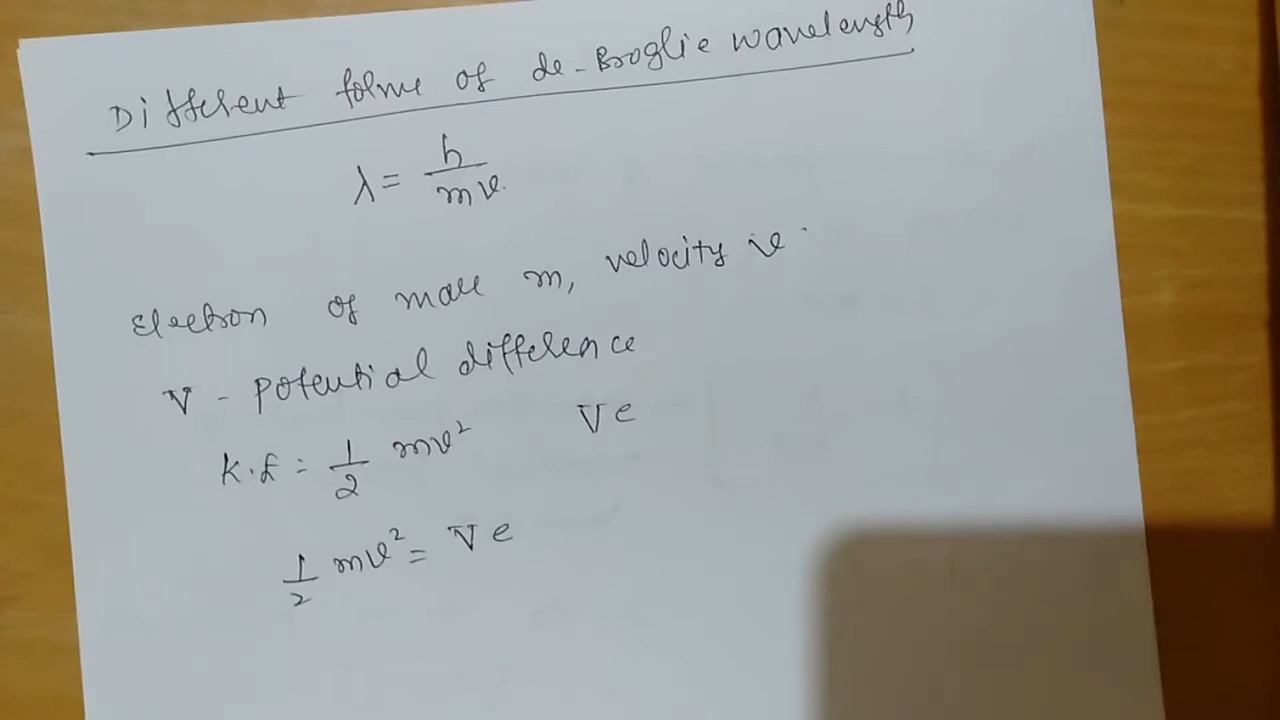 Different forms of de-Broglie wavelength
λ = h/mv.
Electron of mass m, velocity v.
V - potential difference
K.E = 1/2 mv² Ve
1/2 mv² = Ve